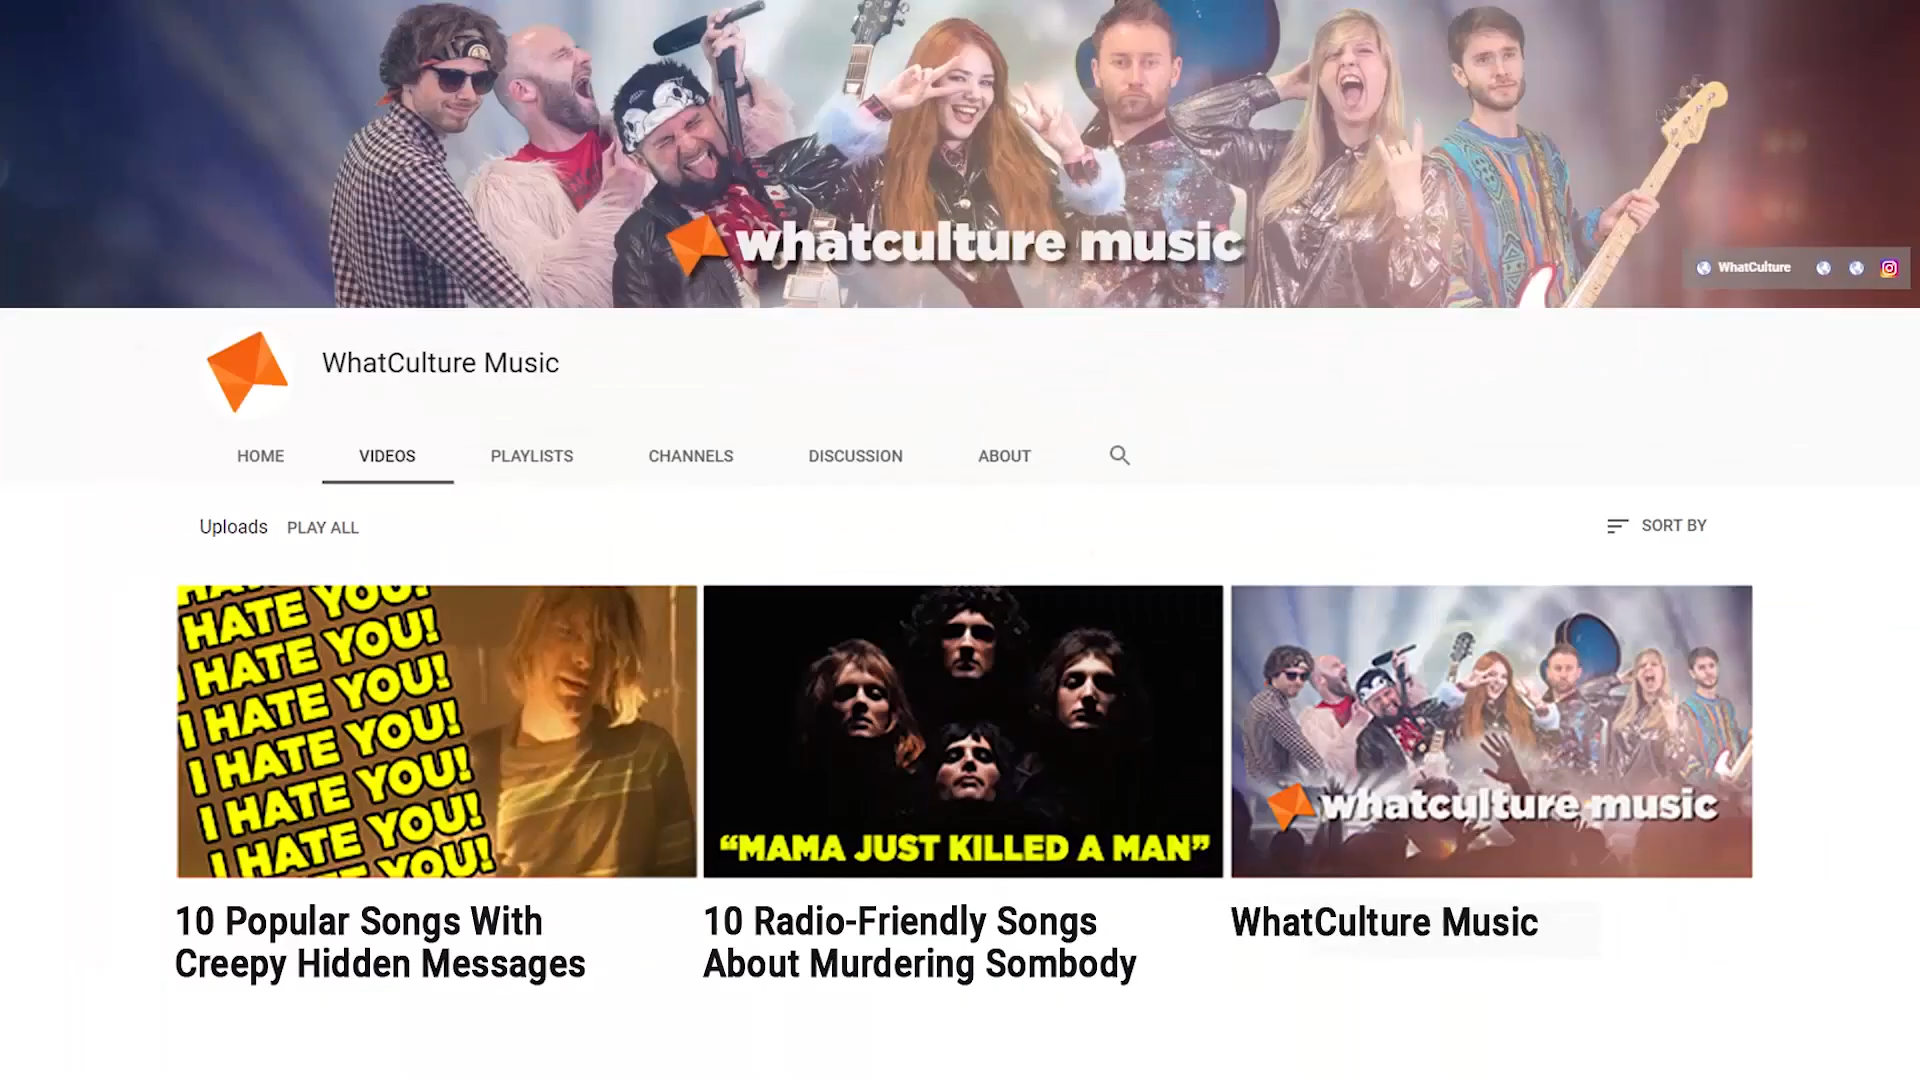 whatculture music
WhatCulture
WhatCulture Music
HOME VIDEOS PLAYLISTS CHANNELS DISCUSSION ABOUT
Uploads PLAY ALL
SORT BY
HATE YOU!
I HATE YOU!
I HATE YOU!
I HATE YOU!
I HATE YOU!
I HATE YOU!
YOU!
“MAMA JUST KILLED A MAN”
whatculture music
10 Popular Songs With
Creepy Hidden Messages
10 Radio-Friendly Songs
About Murdering Sombody
WhatCulture Music